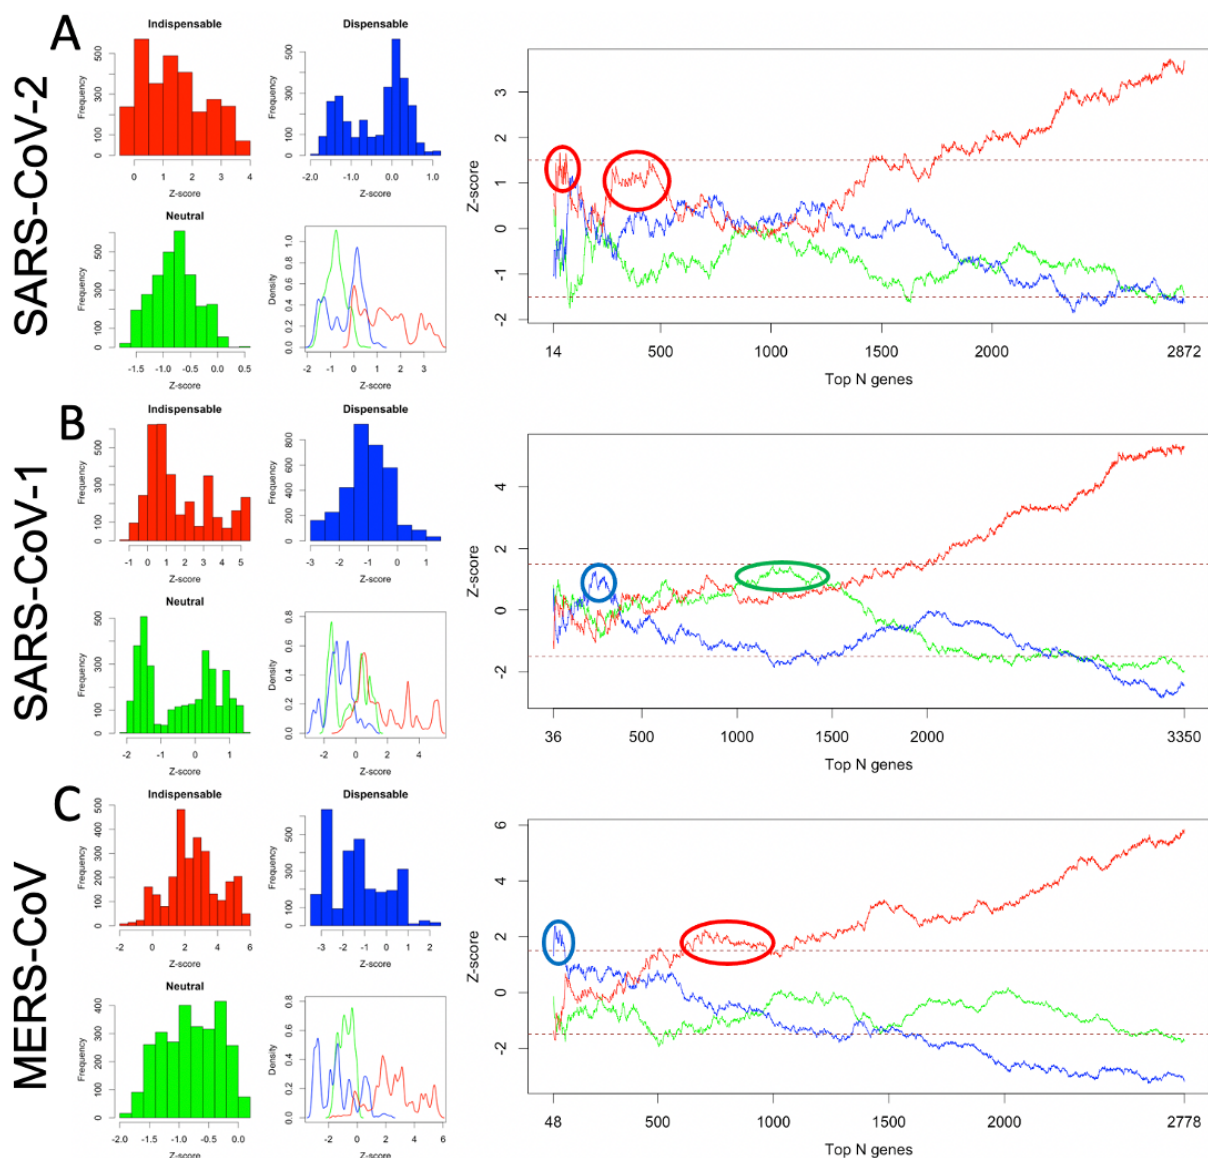 A
SARS-CoV-2
Indispensable
Frequency
0 100 300 500
0 1 2 3 4
Z-score
Dispensable
Frequency
0 100 300 500
-2.0 -1.0 0.0 1.0
Z-score
Neutral
Frequency
0 100 300 500
-1.5 -1.0 -0.5 0.0 0.5
Z-score
Density
0.0 0.2 0.4 0.6 0.8 1.0
-2 -1 0 1 2 3
Z-score
Z-score
-2 -1 0 1 2 3
14 500 1000 1500 2000 2872
Top N genes
B
SARS-CoV-1
Indispensable
Frequency
0 100 300 500
-1 0 1 2 3 4 5
Z-score
Dispensable
Frequency
0 200 400 600 800
-3 -2 -1 0 1
Z-score
Neutral
Frequency
0 100 300 500
-2 -1 0 1
Z-score
Density
0.0 0.2 0.4 0.6 0.8
-2 0 2 4
Z-score
Z-score
-2 0 2 4
36 500 1000 1500 2000 3350
Top N genes
C
MERS-CoV
Indispensable
Frequency
0 100 200 300 400 500
-2 0 2 4 6
Z-score
Dispensable
Frequency
0 100 300 500
-3 -2 -1 0 1 2
Z-score
Neutral
Frequency
0 100 200 300 400
-2.0 -1.5 -1.0 -0.5 0.0
Z-score
Density
0.0 0.2 0.4 0.6 0.8
-2 0 2 4 6
Z-score
Z-score
-2 0 2 4 6
48 500 1000 1500 2000 2778
Top N genes